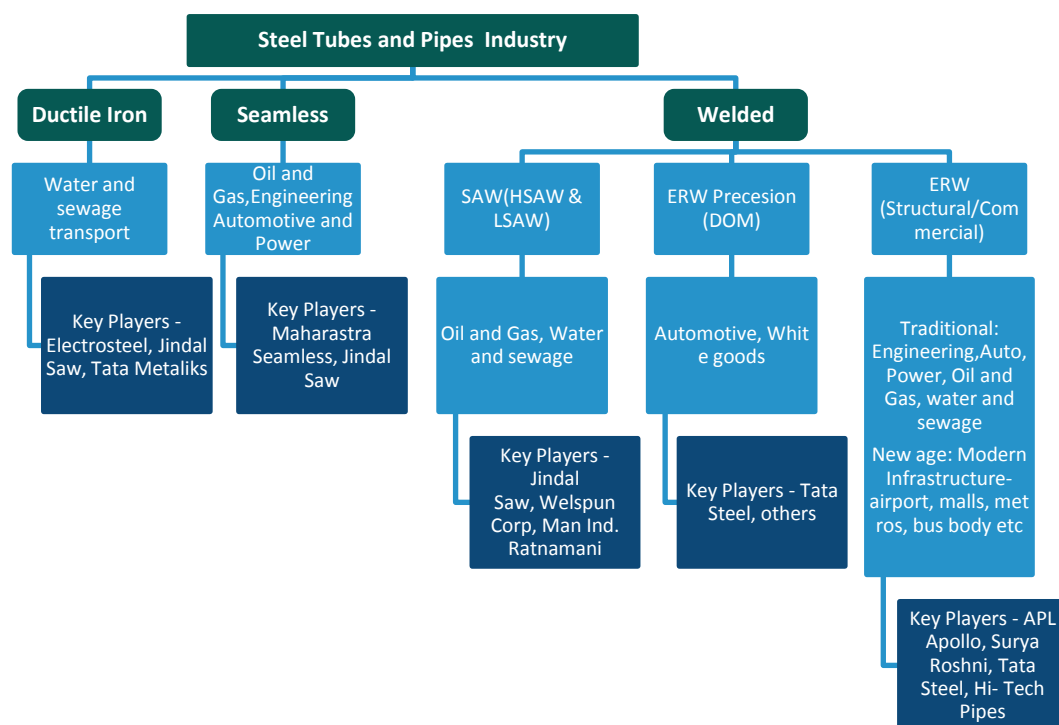 Steel Tubes and Pipes Industry
Ductile Iron
Seamless
Welded
Water and
sewage
transport
Oil and
Gas,Engineering
Automotive and
Power
SAW(HSAW &
LSAW)
ERW Precesion
(DOM)
ERW
(Structural/Com
mercial)
Key Players -
Electrosteel, Jindal
Saw, Tata Metaliks
Key Players -
Maharastra
Seamless, Jindal
Saw
Oil and Gas, Water
and sewage
Automotive, Whit
e goods
Traditional:
Engineering,Auto,
Power, Oil and
Gas, water and
sewage
New age: Modern
Infrastructure-
airport, malls, met
ros, bus body etc
Key Players -
Jindal
Saw, Welspun
Corp, Man Ind.
Ratnamani
Key Players - Tata
Steel, others
Key Players - APL
Apollo, Surya
Roshni, Tata
Steel, Hi- Tech
Pipes